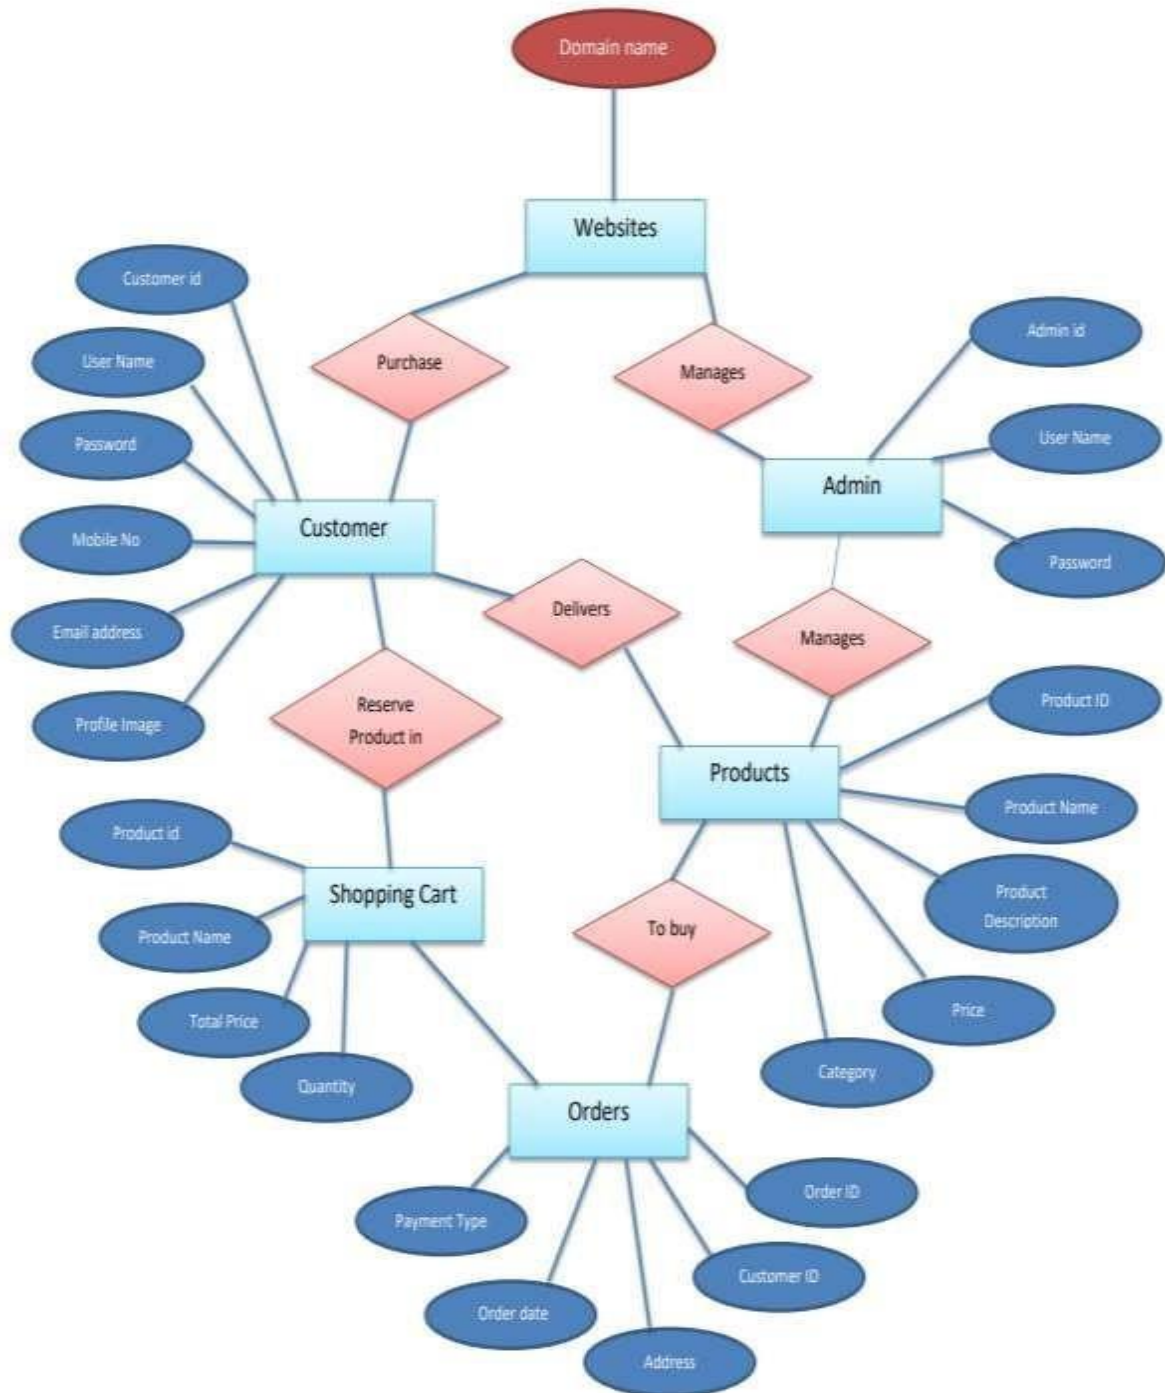 Domain name
Websites
Customer id
User Name
Purchase
Manages
Admin id
User Name
Password
Password
Admin
Customer
Mobile No
Password
Delivers
Manages
Email address
Profile Image
Reserve
Product in
Product ID
Products
Product Name
Product id
Shopping Cart
Product
Description
Product Name
To buy
Total Price
Price
Quantity
Category
Orders
Order ID
Payment Type
Customer ID
Order date
Address